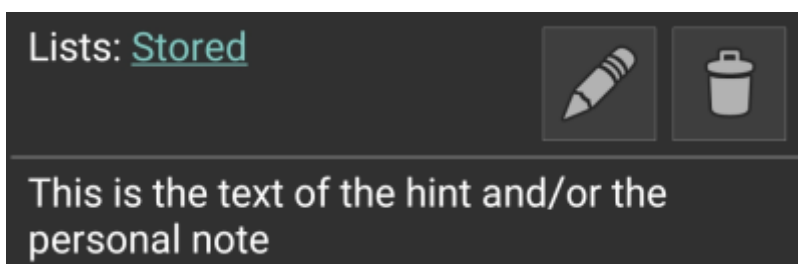 Lists: Stored
This is the text of the hint and/or the
personal note